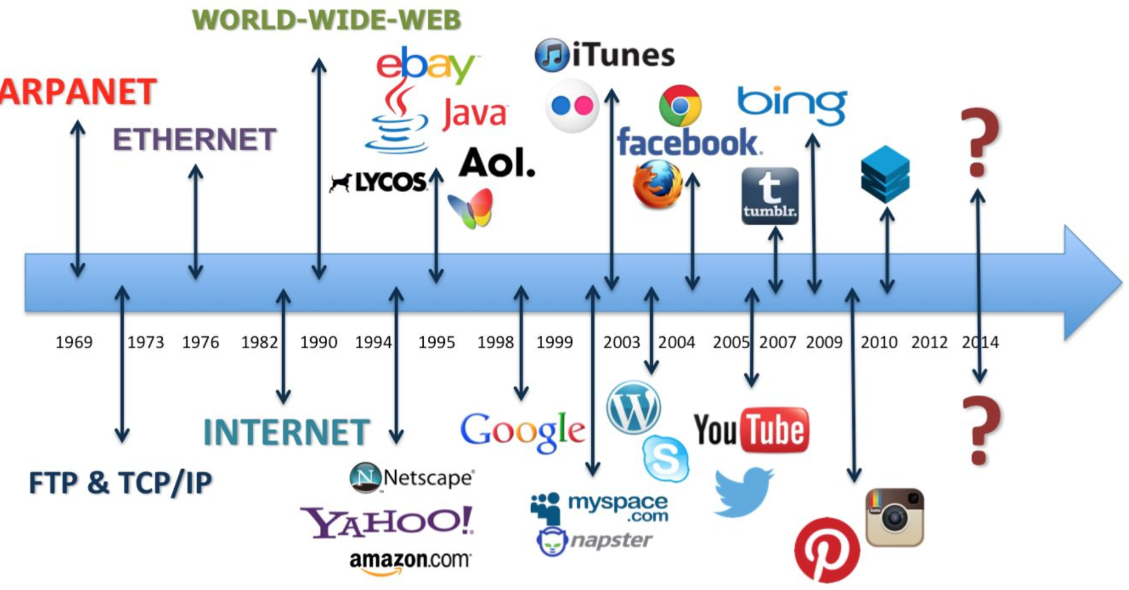 WORLD-WIDE-WEB
ebay
iTunes
ARPANET
Java
bing
ETHERNET
facebook.
?
LYCOS
Aol.
t
tumblr.
1969 1973 1976 1982 1990 1994 1995 1998 1999 2003 2004 2005 2007 2009 2010 2012 2014
W
INTERNET
Google
You Tube
?
S
FTP & TCP/IP
N Netscape
myspace
.com
YAHOO!
napster
amazon.com
P